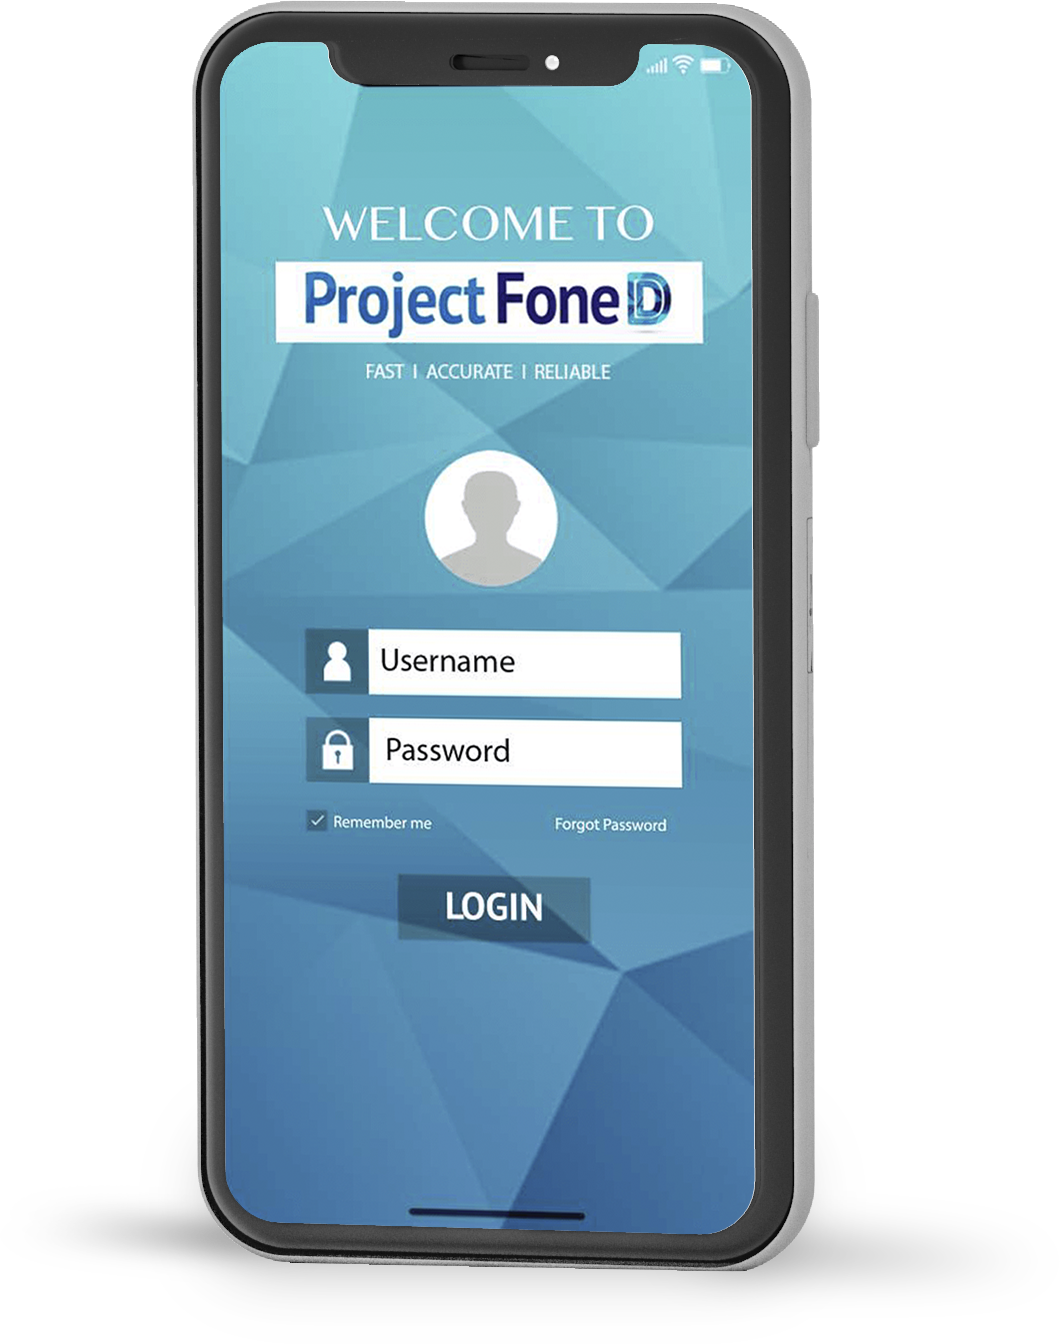 WELCOME TO
Project Fone D
FAST I ACCURATE I RELIABLE
Username
Password
Remember me
Forgot Password
LOGIN